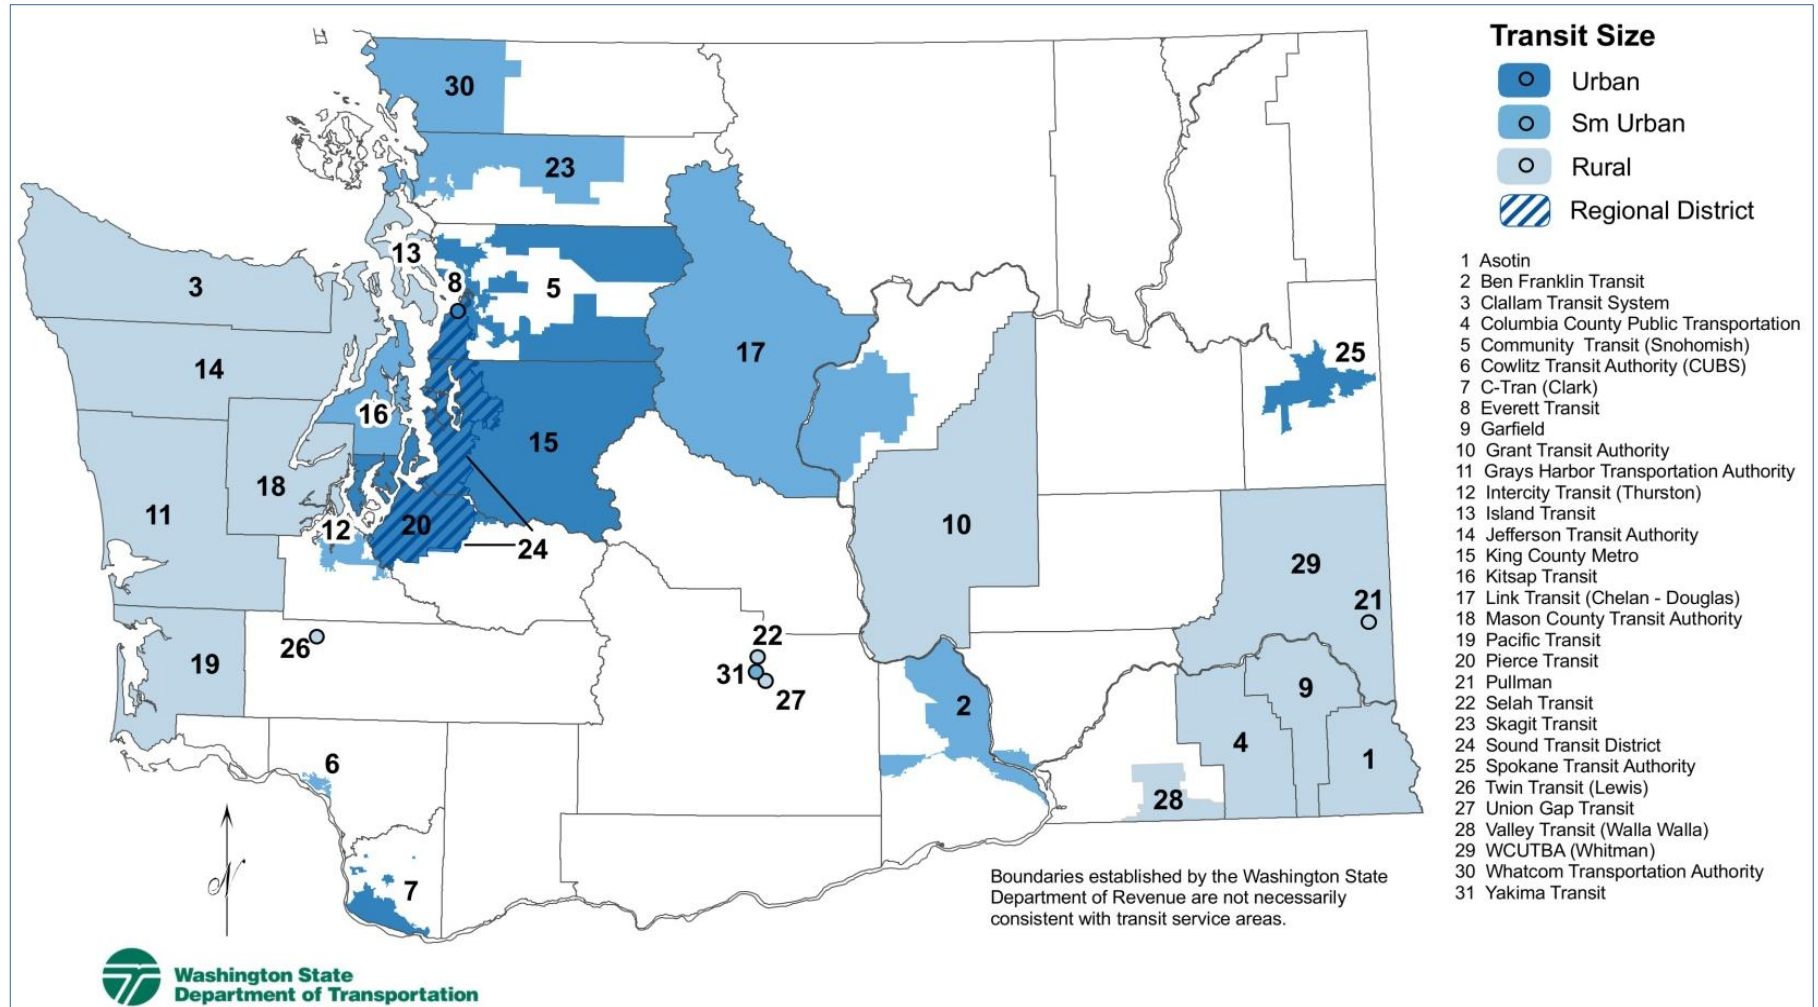 Transit Size
Urban
Sm Urban
Rural
Regional District
1 Asotin
2 Ben Franklin Transit
3 Clallam Transit System
4 Columbia County Public Transportation
5 Community Transit (Snohomish)
6 Cowlitz Transit Authority (CUBS)
7 C-Tran (Clark)
8 Everett Transit
9 Garfield
10 Grant Transit Authority
11 Grays Harbor Transportation Authority
12 Intercity Transit (Thurston)
13 Island Transit
14 Jefferson Transit Authority
15 King County Metro
16 Kitsap Transit
17 Link Transit (Chelan - Douglas)
18 Mason County Transit Authority
19 Pacific Transit
20 Pierce Transit
21 Pullman
22 Selah Transit
23 Skagit Transit
24 Sound Transit District
25 Spokane Transit Authority
26 Twin Transit (Lewis)
27 Union Gap Transit
28 Valley Transit (Walla Walla)
29 WCUTBA (Whitman)
30 Whatcom Transportation Authority
31 Yakima Transit
30
23
13
3
8
5
17
25
14
16
15
18
11
12
20
10
24
29
21
26
22
19
31
27
9
2
4
1
6
28
7
N
Boundaries established by the Washington State
Department of Revenue are not necessarily
consistent with transit service areas.
Washington State
Department of Transportation